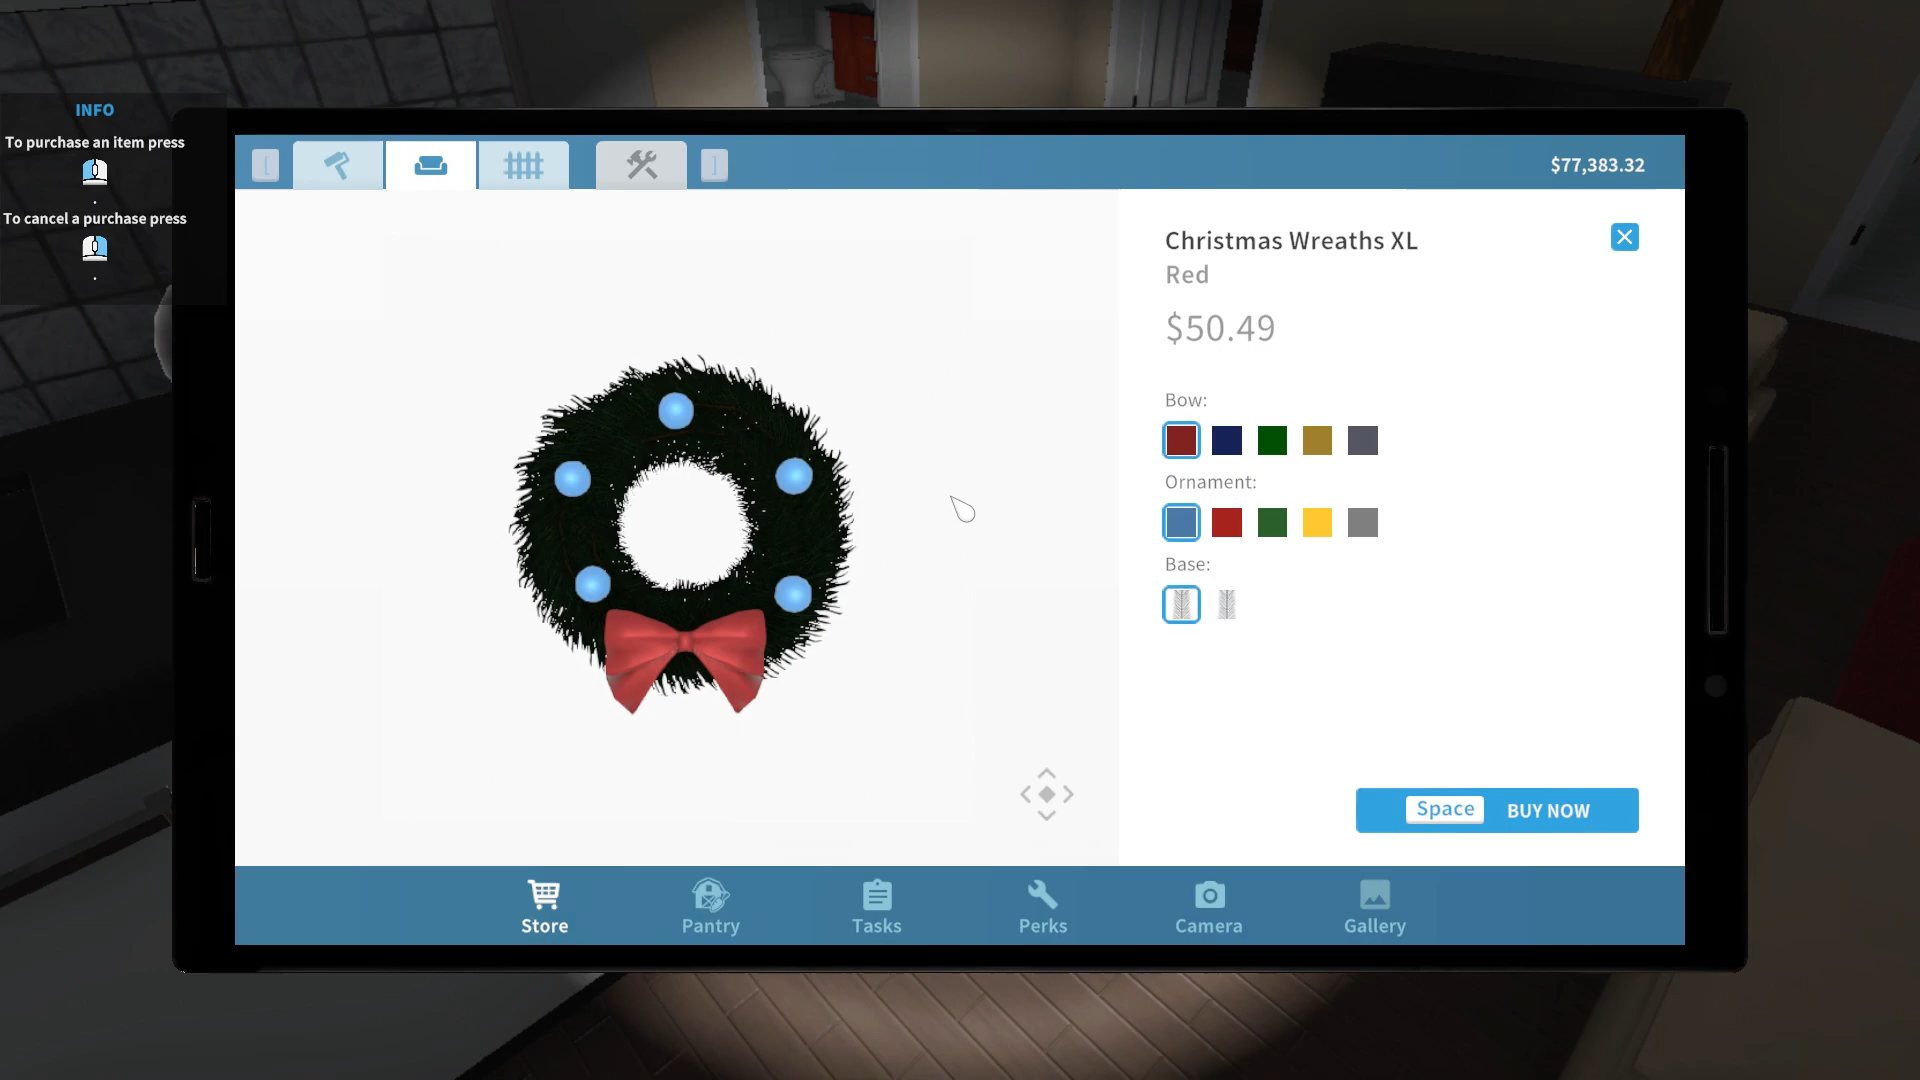 INFO
To purchase an item press
.
To cancel a purchase press
.
[
]
$77,383.32
Christmas Wreaths XL
Red
$50.49
Bow:
Ornament:
Base:
Space BUY NOW
Store
Pantry
Tasks
Perks
Camera
Gallery